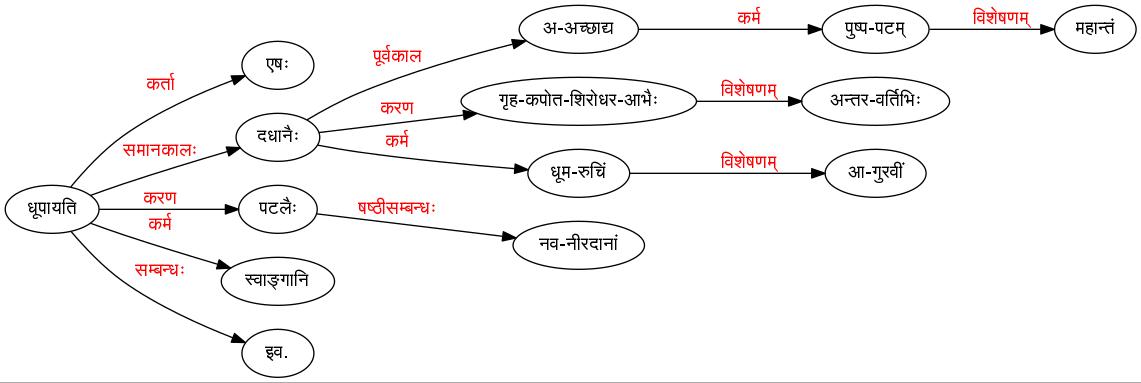 अ-अच्छाद्य
कर्म
पुष्प-पटम्
विशेषणम्
महान्तं
पूर्वकाल
एषः
कर्ता
गृह-कपोत-शिरोधर-आभैः
विशेषणम्
अन्तर-वर्तिभिः
करण
दधानैः
कर्म
समानकालः
धूम-रुचिं
विशेषणम्
आ-गुरवीं
धूपायति
करण
पटलैः
षष्ठीसम्बन्धः
नव-नीरदानां
कर्म
स्वाङ्गानि
सम्बन्धः
इव.